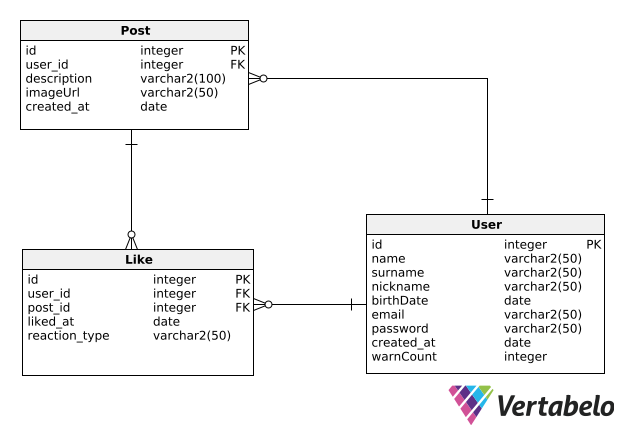 Post
id integer PK
user_id integer FK
description varchar2(100)
imageUrl varchar2(50)
created_at date
Like
id integer PK
user_id integer FK
post_id integer FK
liked_at date
reaction_type varchar2(50)
User
id integer PK
name varchar2(50)
surname varchar2(50)
nickname varchar2(50)
birthDate date
email varchar2(50)
password varchar2(50)
created_at date
warnCount integer
Vertabelo